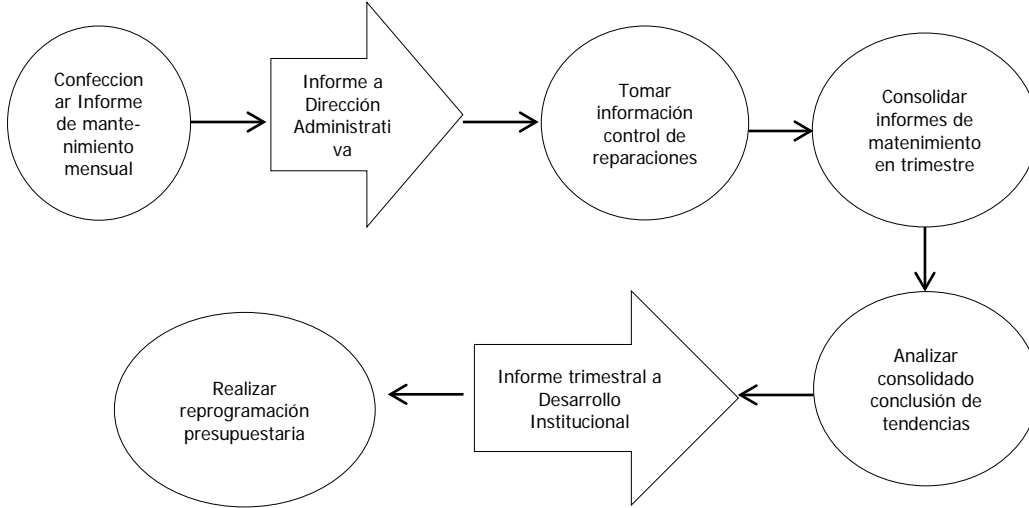 Confeccion
ar Informe
de mante-
nimiento
mensual
Informe a
Dirección
Administrati
va
Tomar
información
control de
reparaciones
Consolidar
informes de
matenimiento
en trimestre
Analizar
consolidado
conclusión de
tendencias
Informe trimestral a
Desarrollo
Institucional
Realizar
reprogramación
presupuestaria